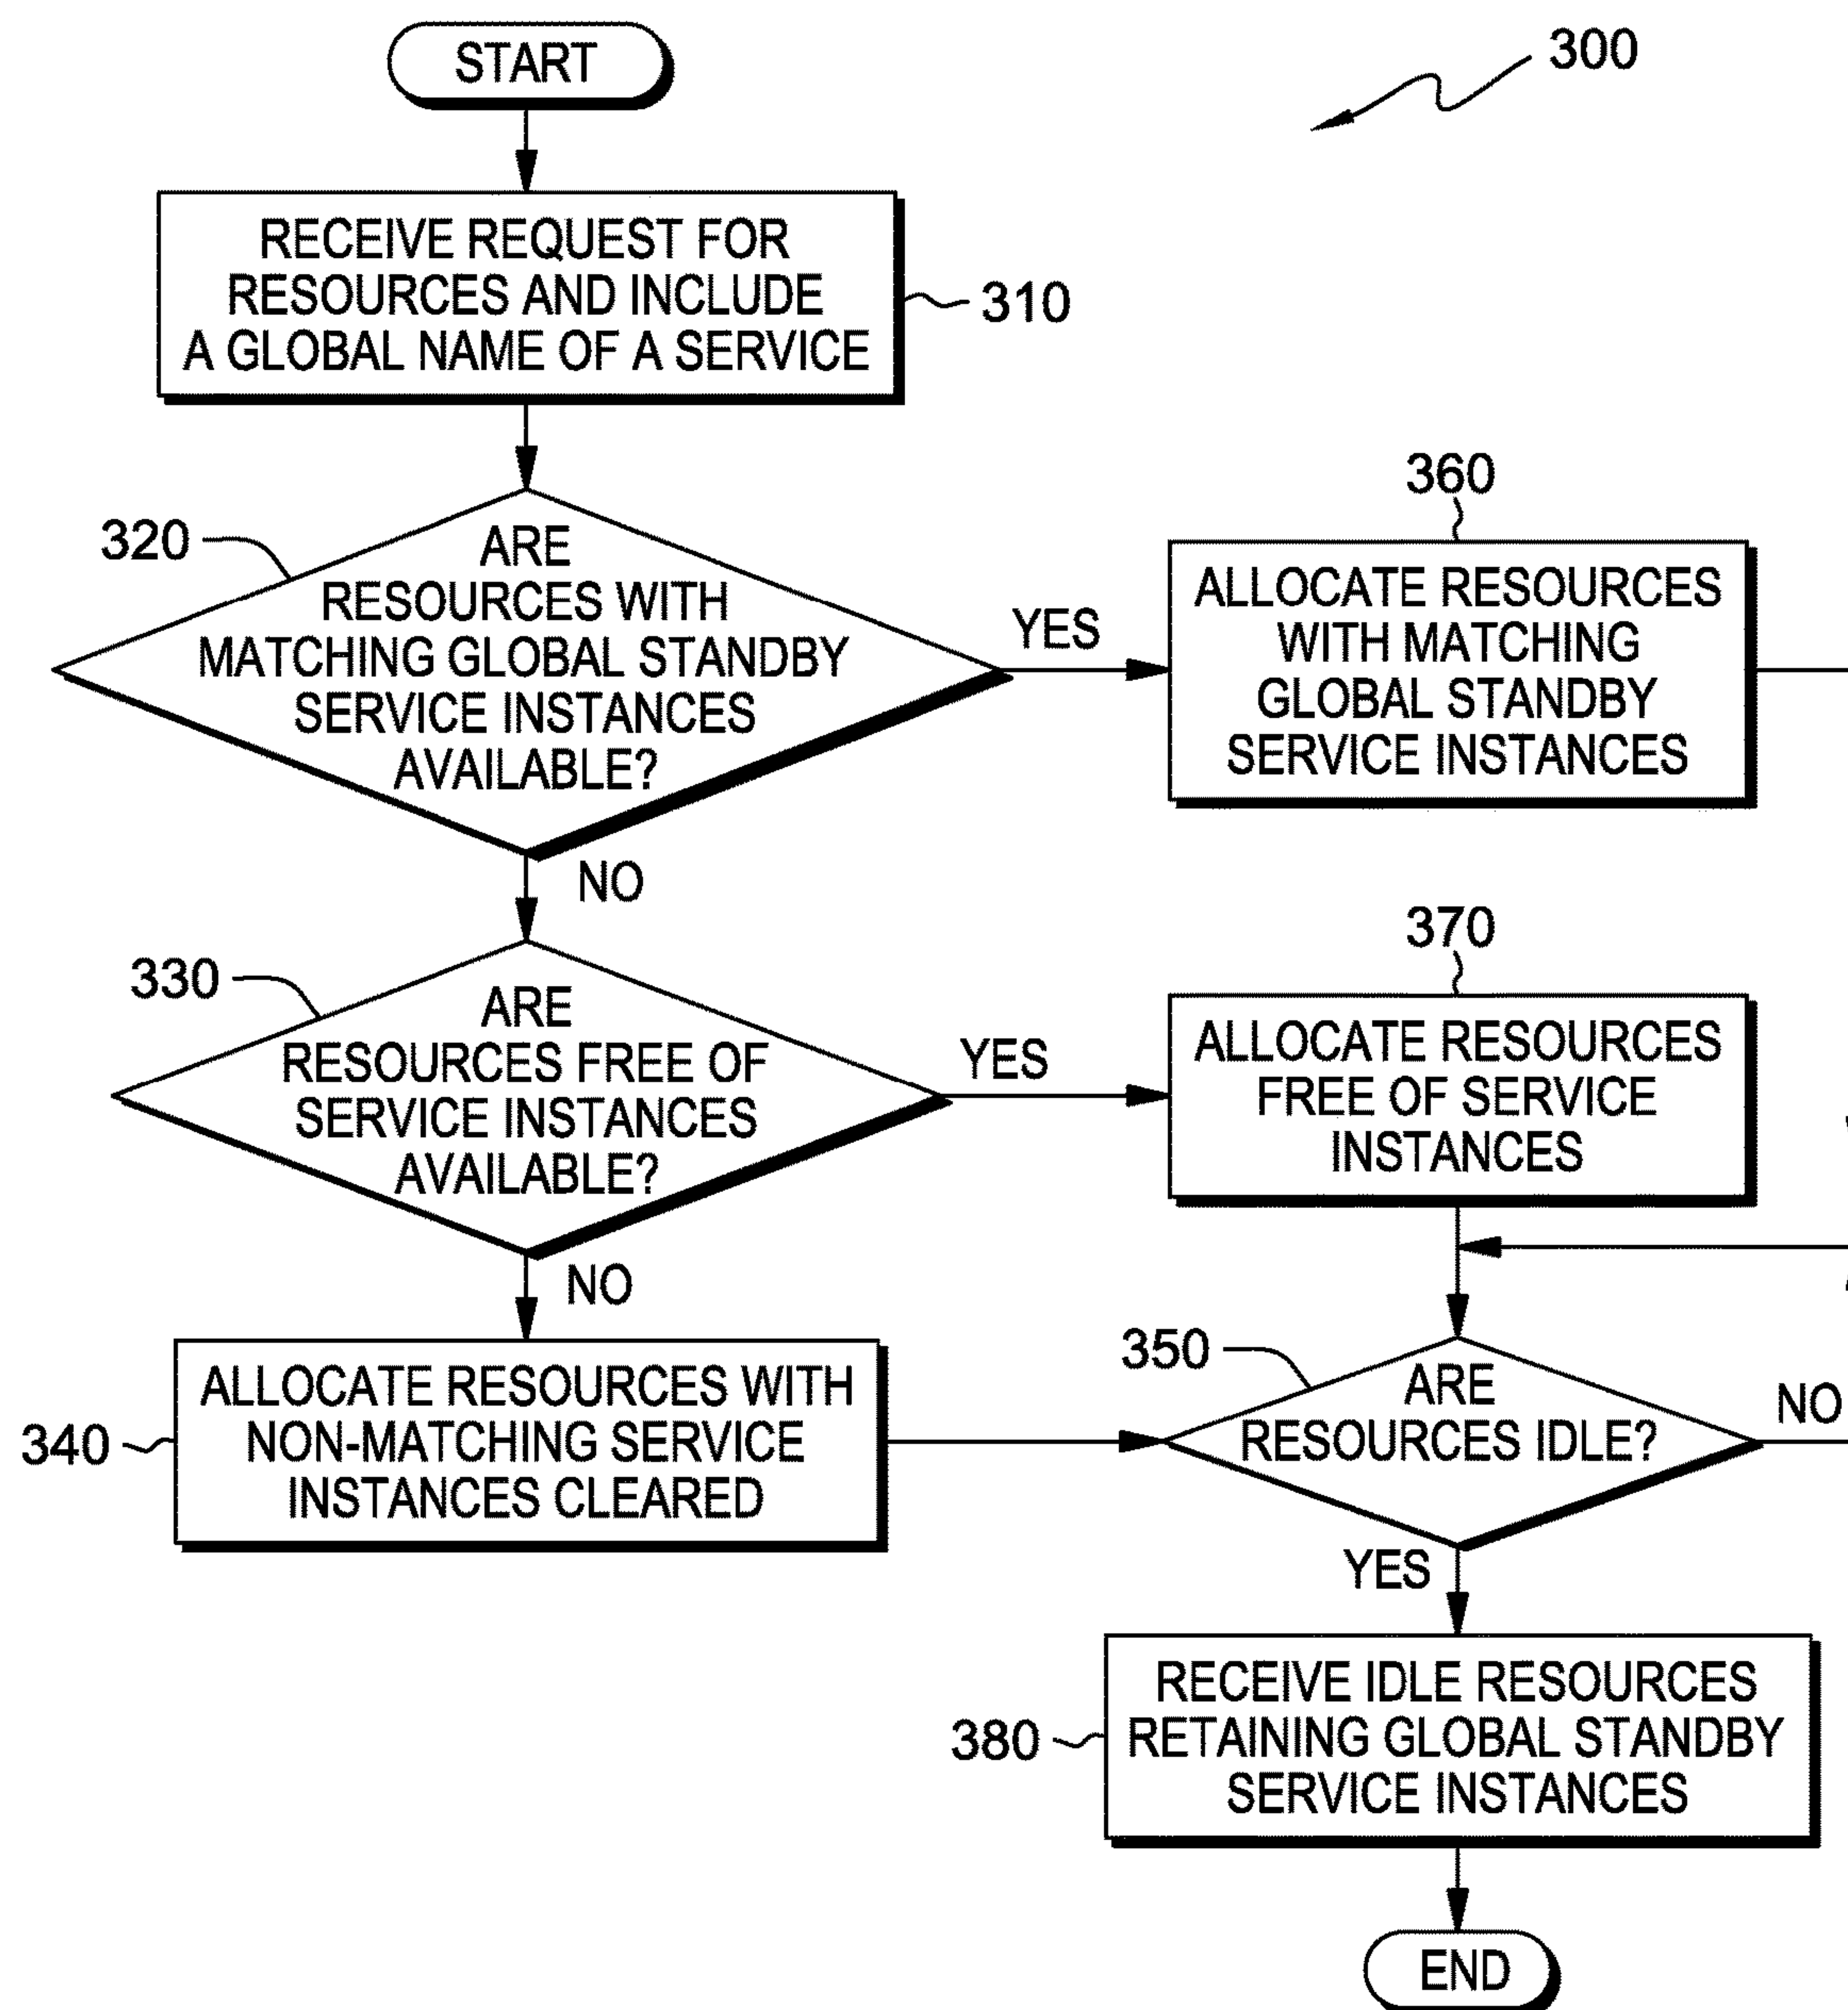 START
300
RECEIVE REQUEST FOR
RESOURCES AND INCLUDE
A GLOBAL NAME OF A SERVICE
310
320
ARE
RESOURCES WITH
MATCHING GLOBAL STANDBY
SERVICE INSTANCES
AVAILABLE?
YES
NO
360
ALLOCATE RESOURCES
WITH MATCHING
GLOBAL STANDBY
SERVICE INSTANCES
330
ARE
RESOURCES FREE OF
SERVICE INSTANCES
AVAILABLE?
YES
NO
370
ALLOCATE RESOURCES
FREE OF SERVICE
INSTANCES
340
ALLOCATE RESOURCES WITH
NON-MATCHING SERVICE
INSTANCES CLEARED
350
ARE
RESOURCES IDLE?
NO
YES
380
RECEIVE IDLE RESOURCES
RETAINING GLOBAL STANDBY
SERVICE INSTANCES
END